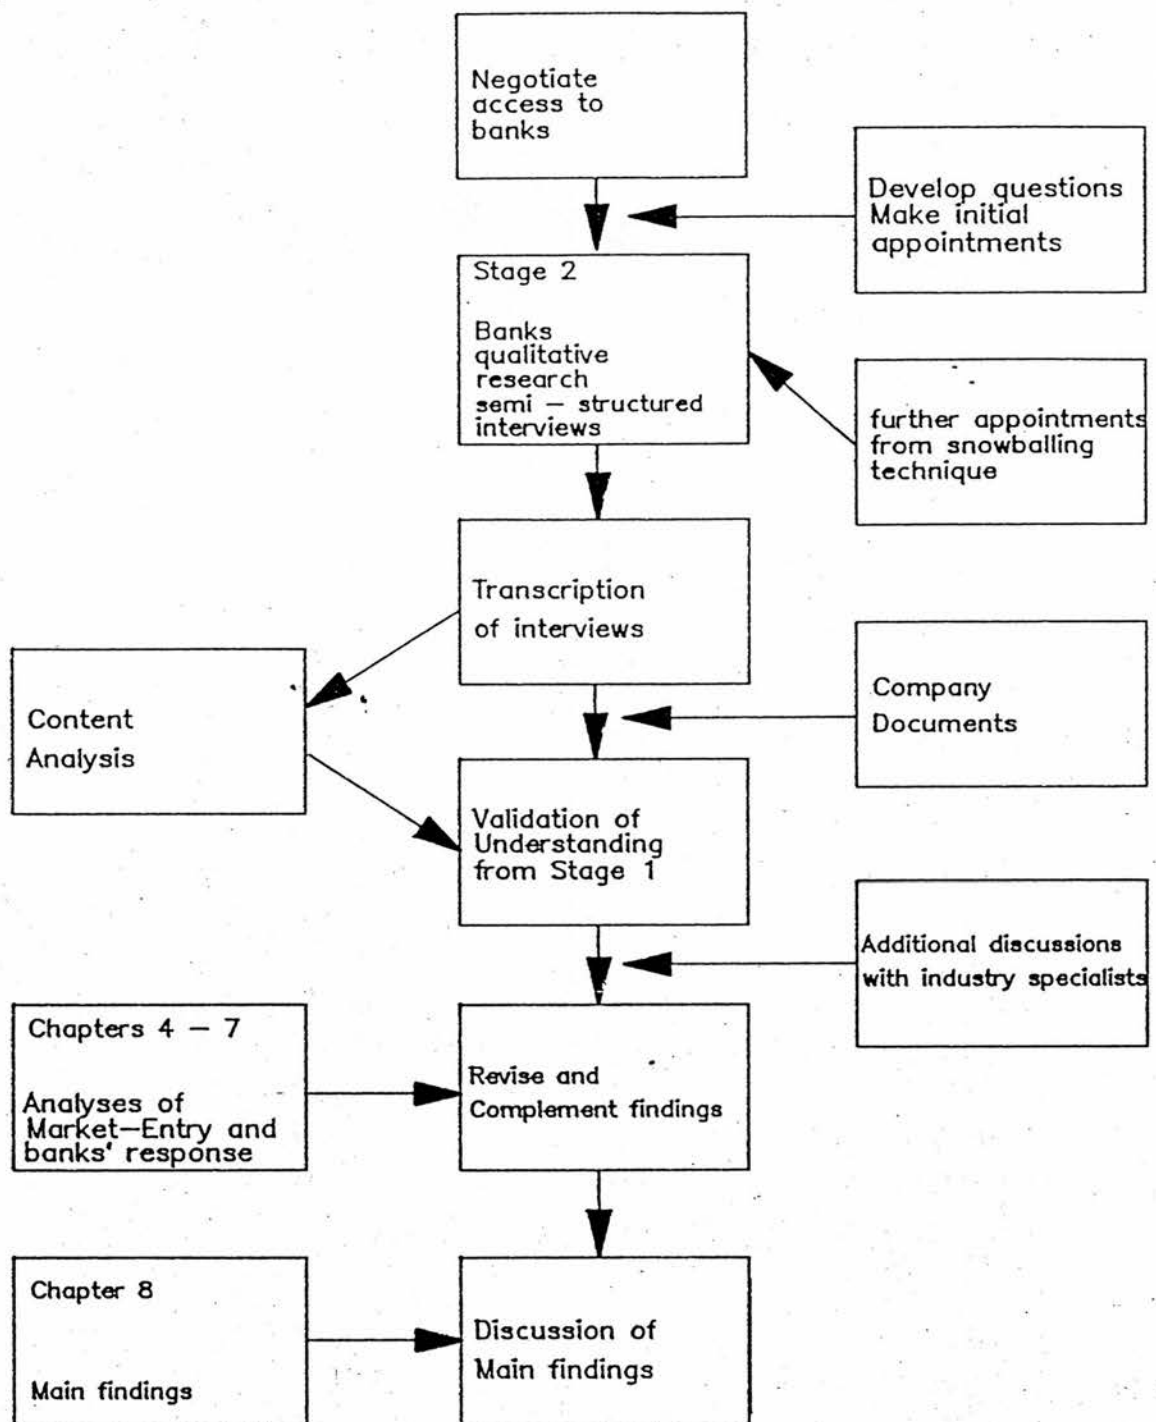 Negotiate
access to
banks
Develop questions
Make initial
appointments
Stage 2
Banks
qualitative
research
semi – structured
interviews
further appointments
from snowballing
technique
Transcription
of interviews
Content
Analysis
Company
Documents
Validation of
Understanding
from Stage 1
Additional discussions
with industry specialists
Chapters 4 – 7
Analyses of
Market–Entry and
banks' response
Revise and
Complement findings
Chapter 8
Main findings
Discussion of
Main findings